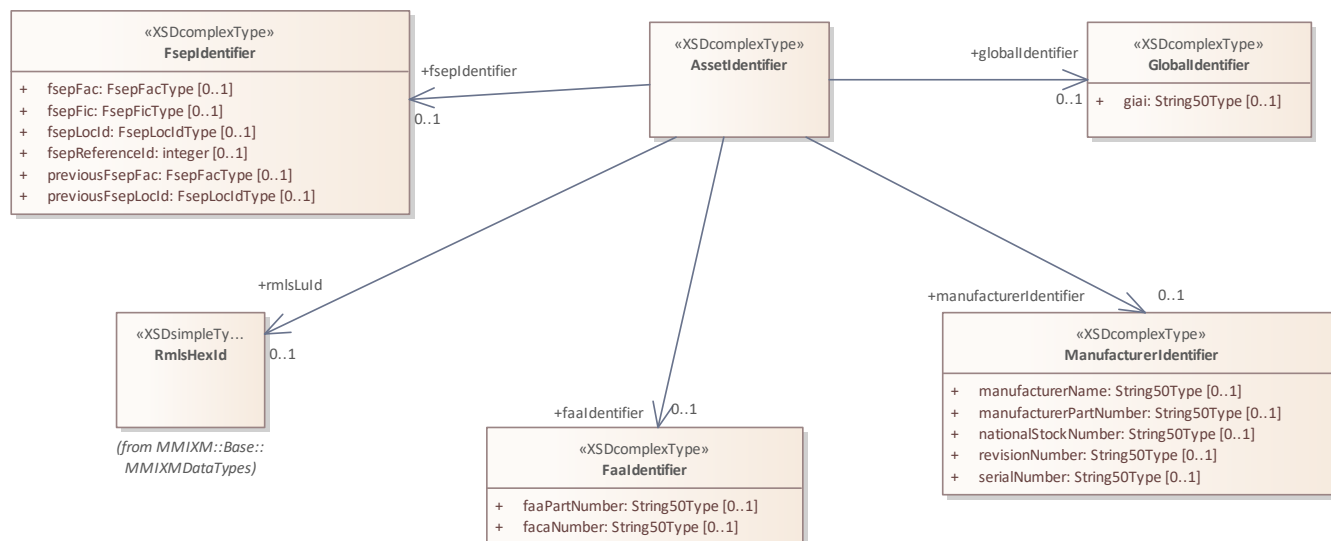 «XSDcomplexType»
FsepIdentifier
+ fsepFac: FsepFacType [0..1]
+ fsepFic: FsepFicType [0..1]
+ fsepLocId: FsepLocIdType [0..1]
+ fsepReferenceId: integer [0..1]
+ previousFsepFac: FsepFacType [0..1]
+ previousFsepLocId: FsepLocIdType [0..1]
+fsepIdentifier
0..1
«XSDcomplexType»
AssetIdentifier
+globalIdentifier
0..1
«XSDcomplexType»
GlobalIdentifier
+ giai: String50Type [0..1]
+rmlsLuId
0..1
«XSDsimpleTy...
RmlsHexId
(from MMIXM::Base::
MMIXMDataTypes)
+faaIdentifier
0..1
«XSDcomplexType»
FaaIdentifier
+ faaPartNumber: String50Type [0..1]
+ facaNumber: String50Type [0..1]
+manufacturerIdentifier
0..1
«XSDcomplexType»
ManufacturerIdentifier
+ manufacturerName: String50Type [0..1]
+ manufacturerPartNumber: String50Type [0..1]
+ nationalStockNumber: String50Type [0..1]
+ revisionNumber: String50Type [0..1]
+ serialNumber: String50Type [0..1]